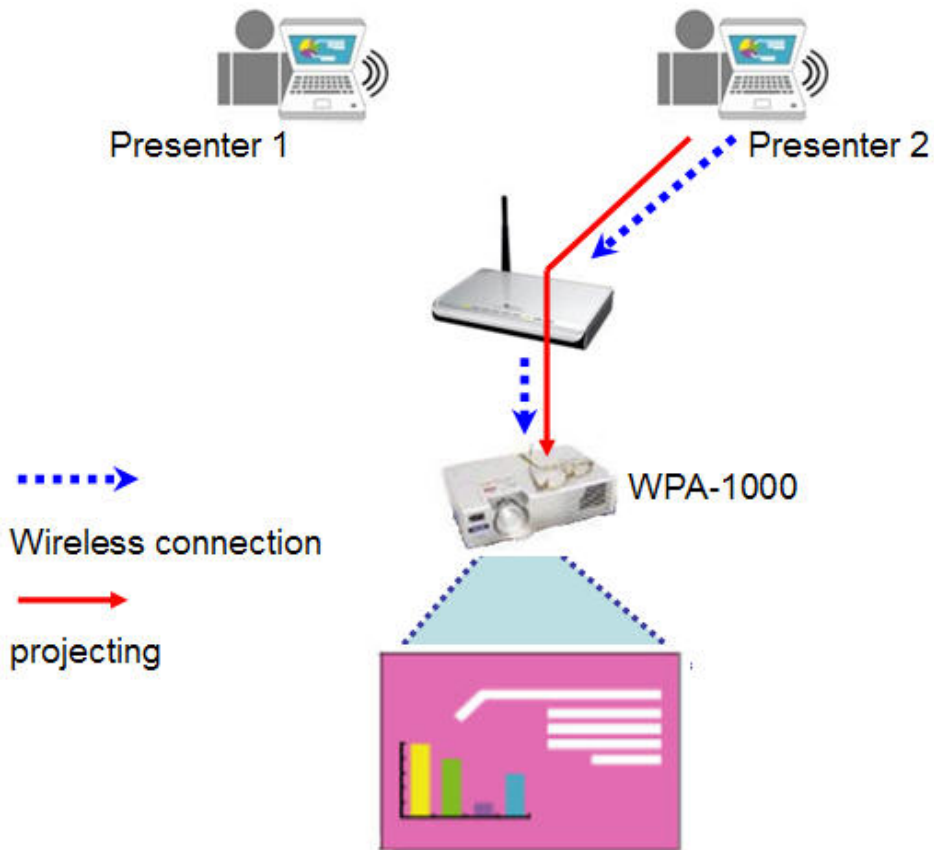 Presenter 1
Presenter 2
WPA-1000
Wireless connection
projecting